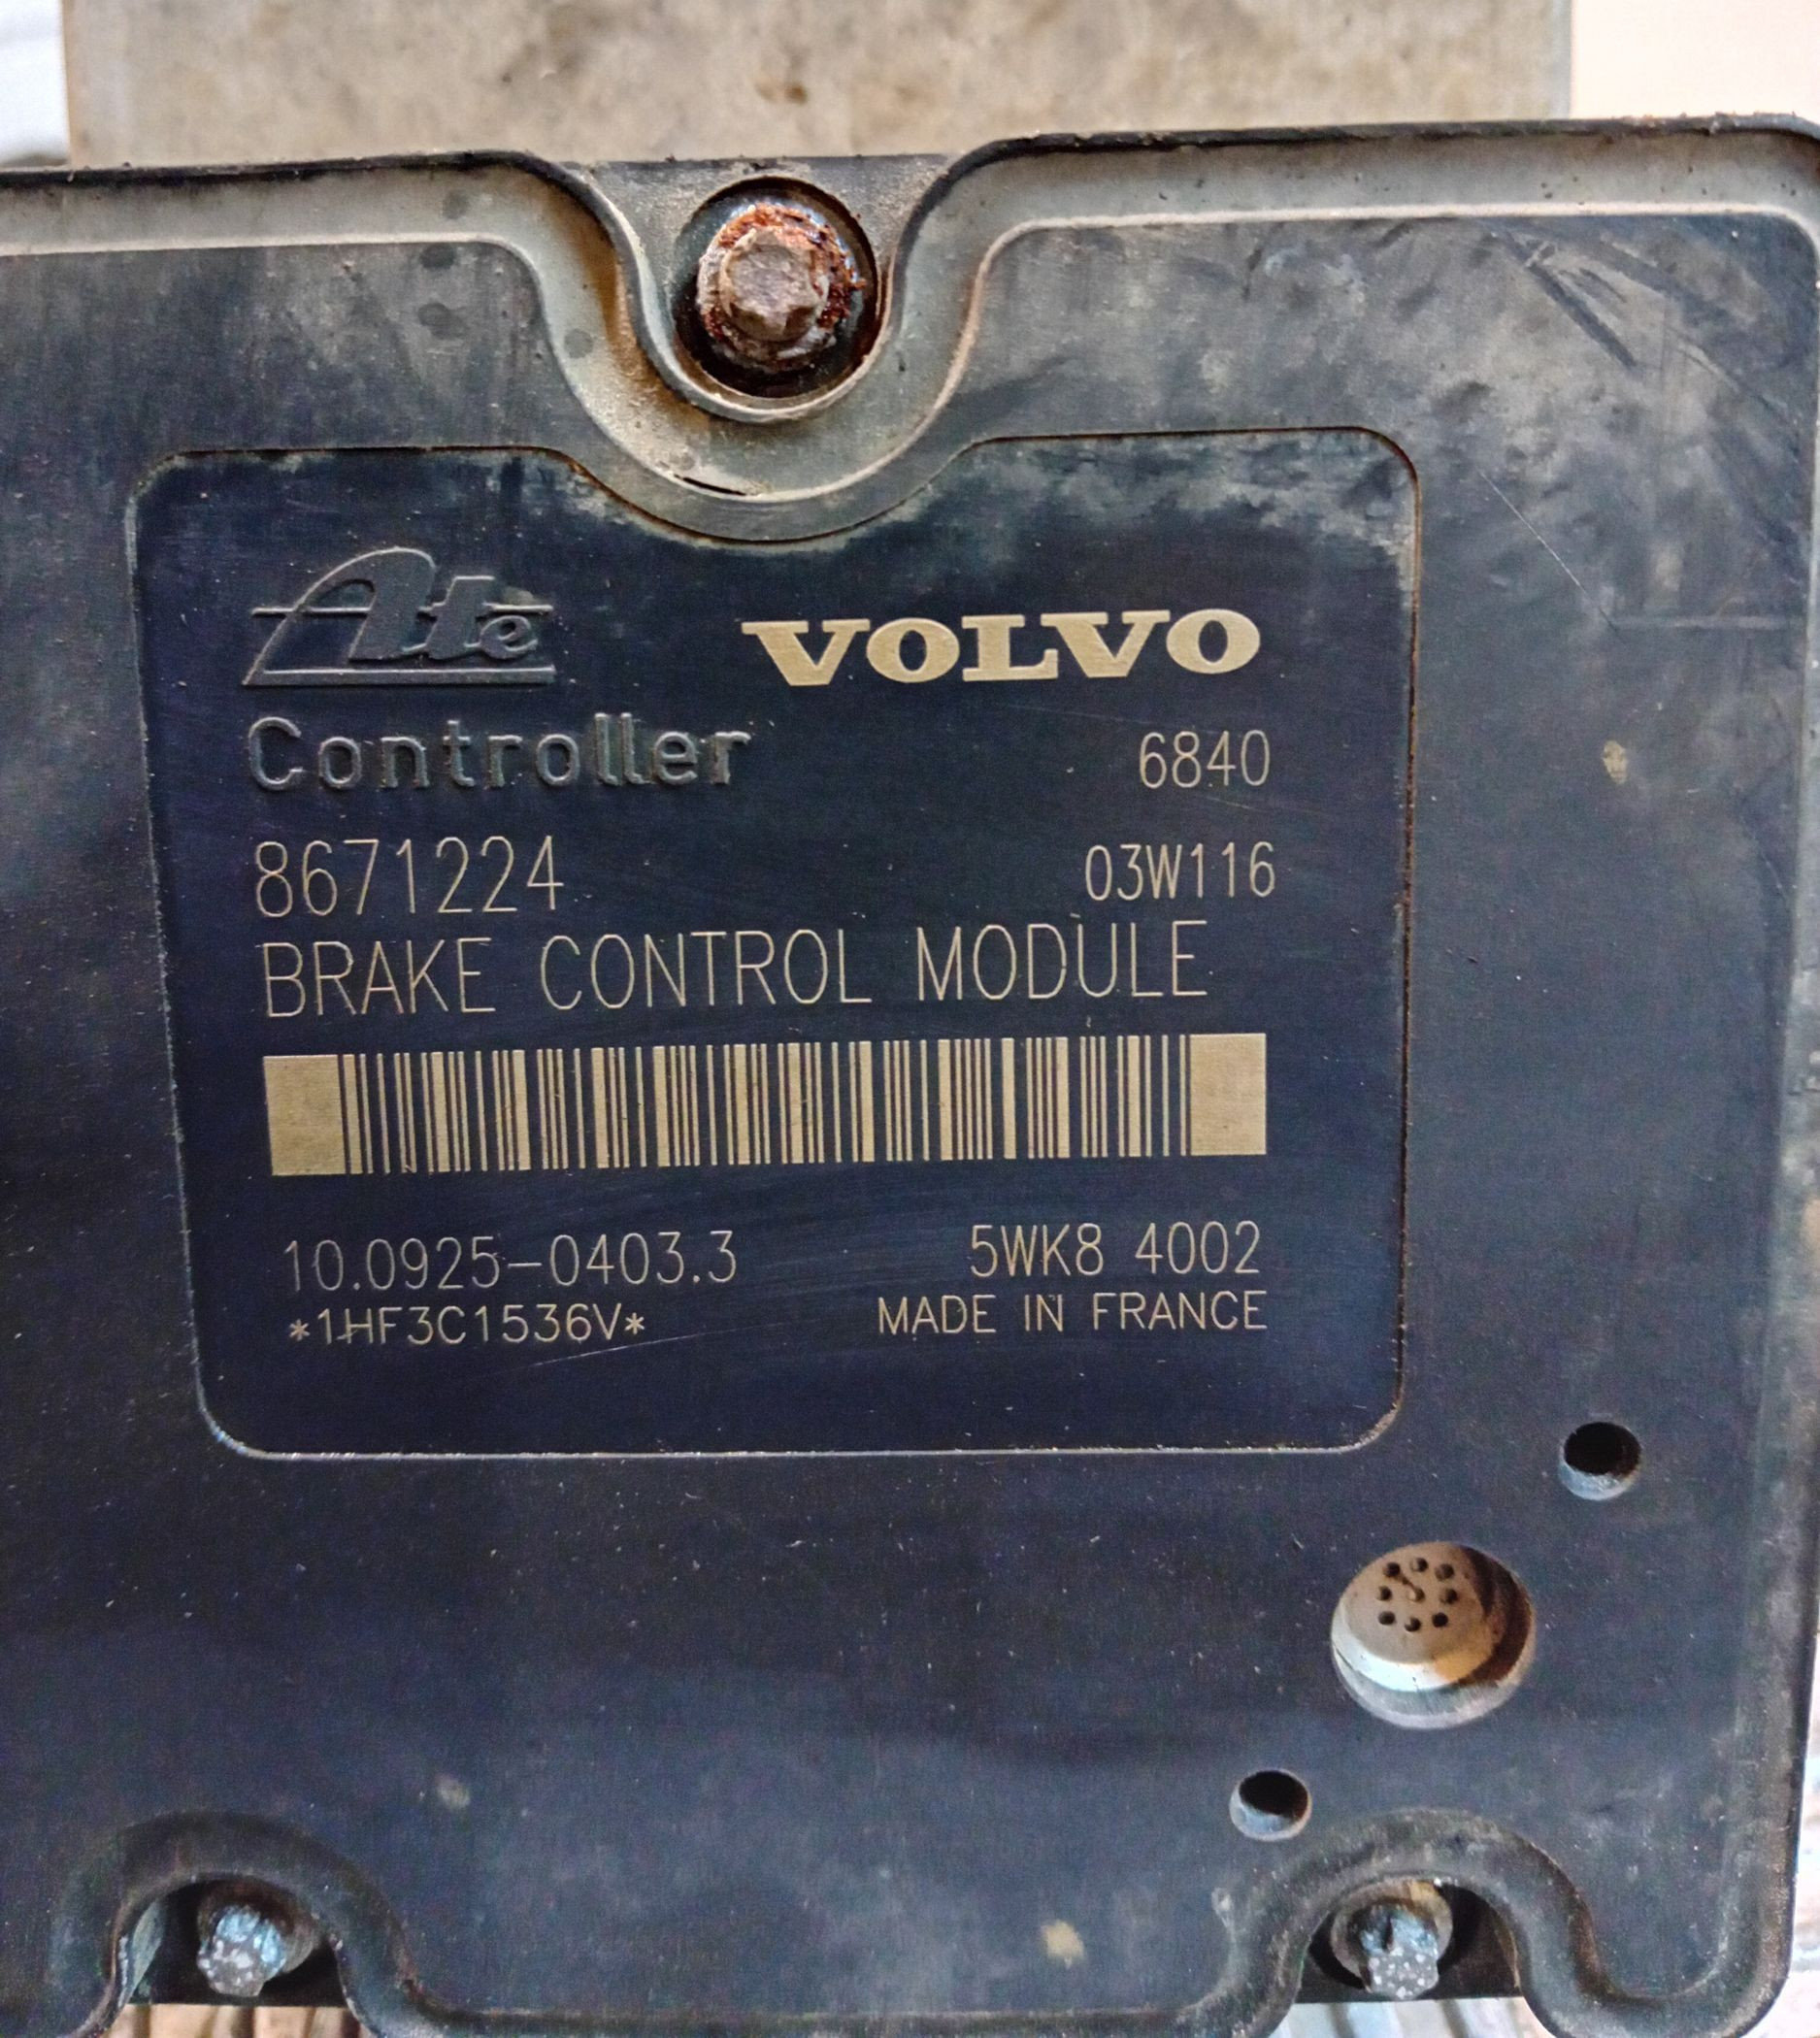 Ate VOLVO
Controller 6840
8671224 03W116
BRAKE CONTROL MODULE
10.0925-0403.3 5WK8 4002
*1HF3C1536V* MADE IN FRANCE